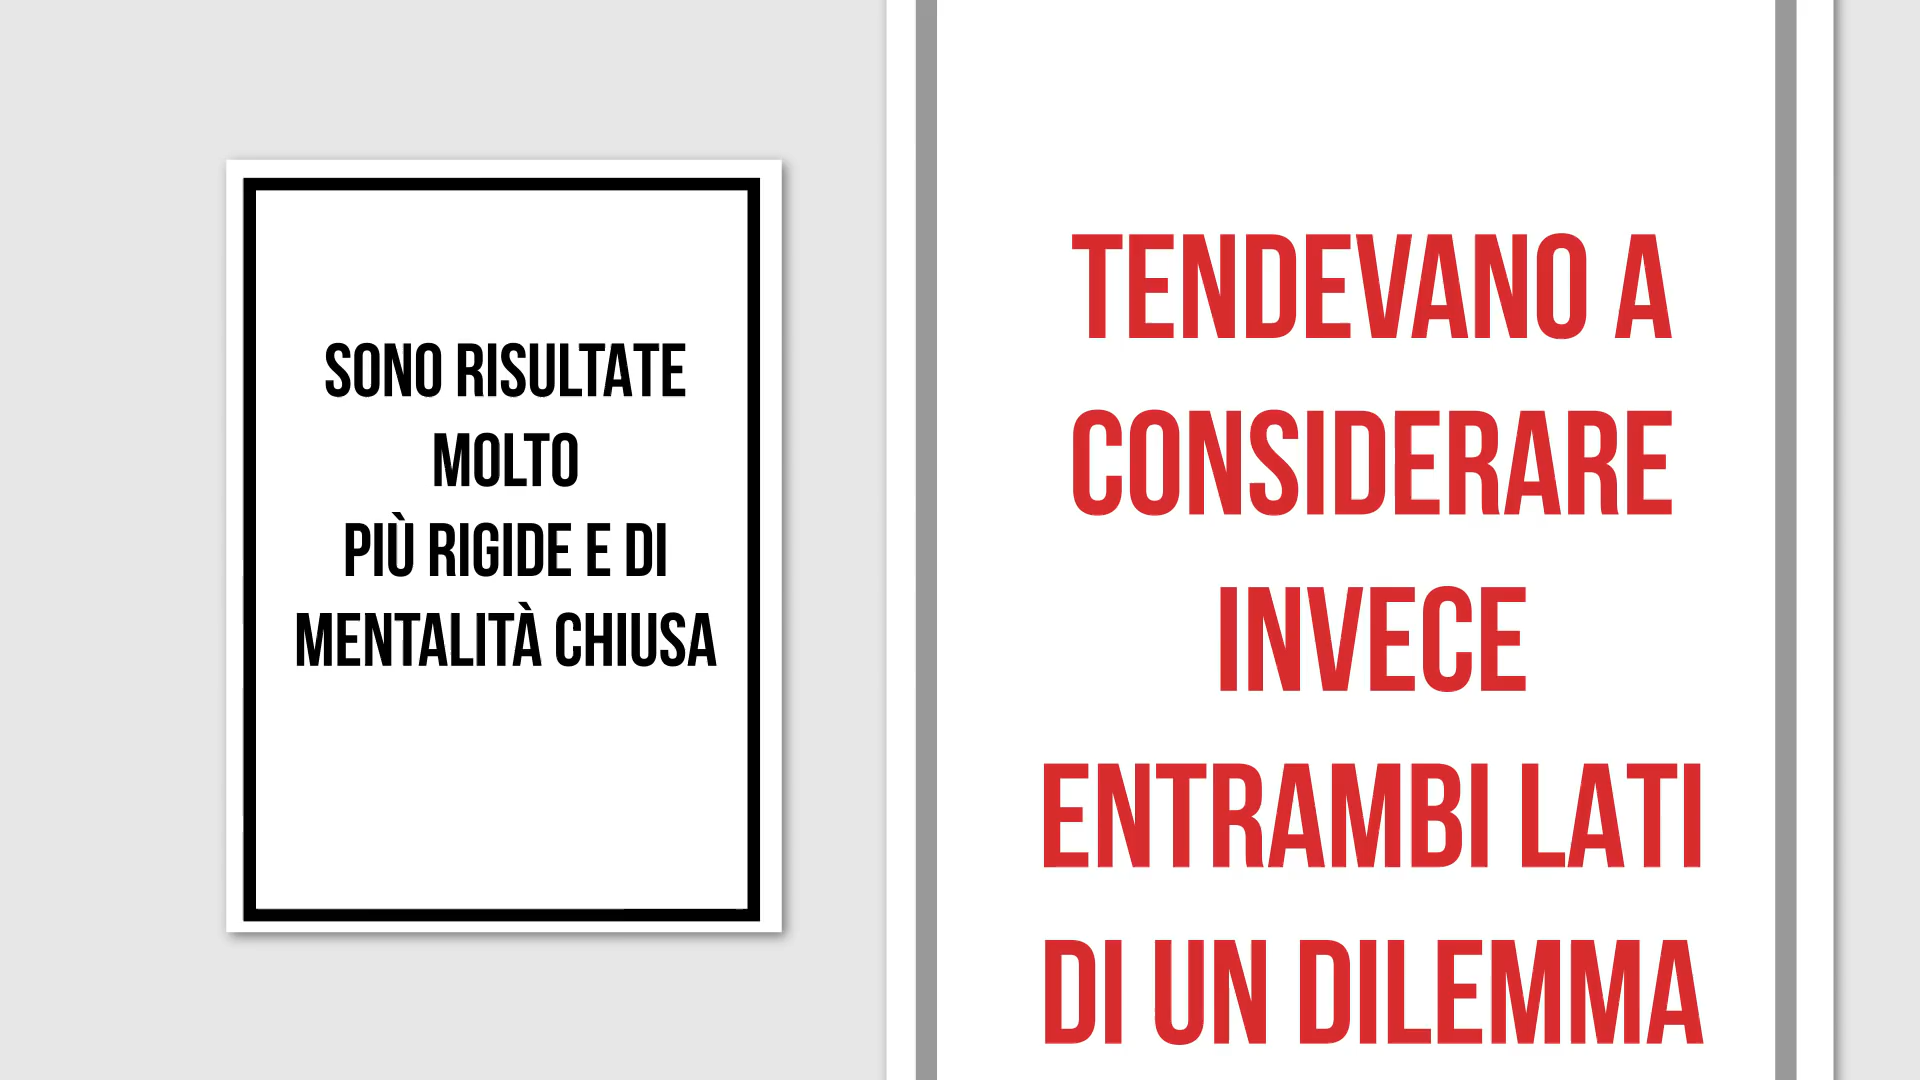 SONO RISULTATE
MOLTO
PIÙ RIGIDE E DI
MENTALITÀ CHIUSA
TENDEVANO A
CONSIDERARE
INVECE
ENTRAMBI LATI
DI UN DILEMMA